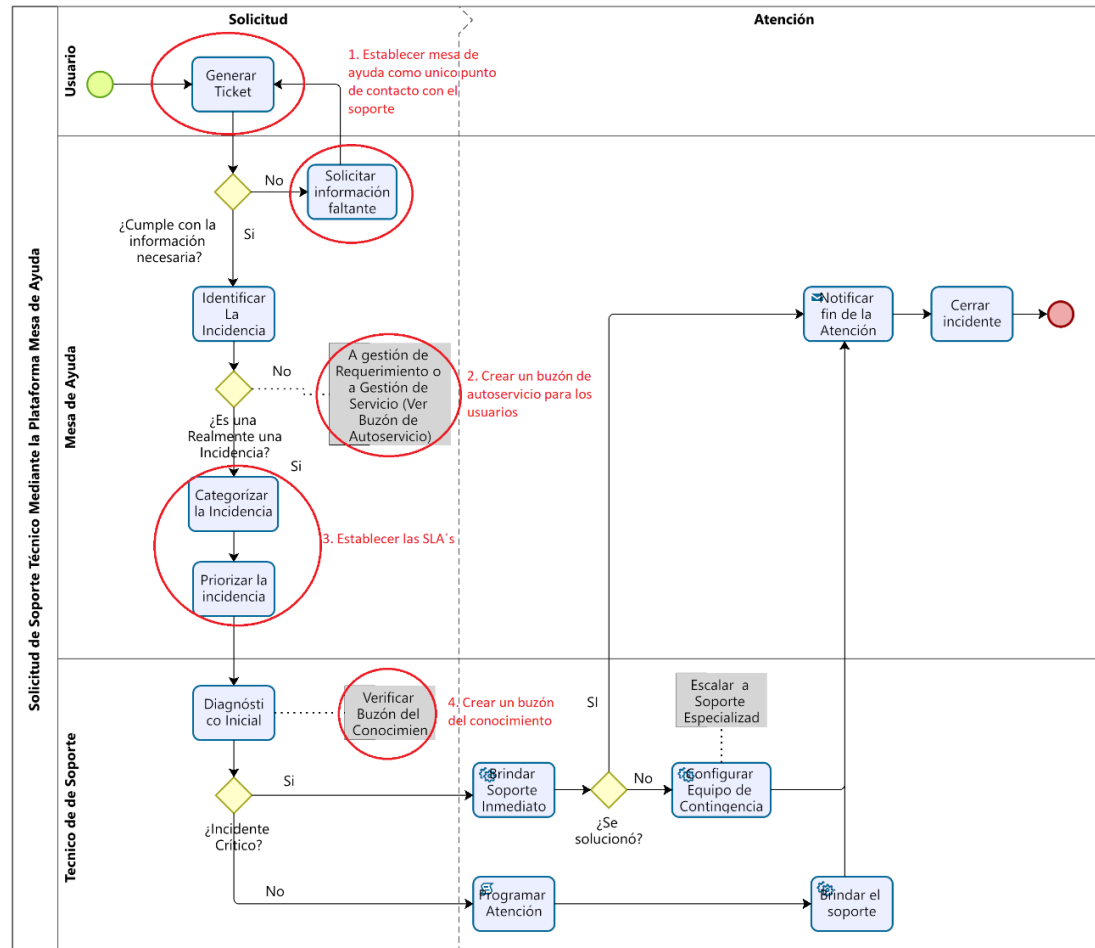 Solicitud de Soporte Técnico Mediante la Plataforma Mesa de Ayuda
Solicitud
Atención
Usuario
Generar
Ticket
1. Establecer mesa de
ayuda como unico punto
de contacto con el
soporte
Mesa de Ayuda
No
Solicitar
información
faltante
¿Cumple con la
información
necesaria?
Si
Identificar
La
Incidencia
Notificar
fin de la
Atención
Cerrar
incidente
No
A gestión de
Requerimiento o
a Gestión de
Servicio (Ver
Buzón de
Autoservicio)
2. Crear un buzón de
autoservicio para los
usuarios
¿Es una
Realmente una
Incidencia?
Si
Categorízar
la Incidencia
3. Establecer las SLA´s
Priorizar la
incidencia
Tecnico de Soporte
Diagnósti
co Inicial
Verificar
Buzón del
Conocimien
4. Crear un buzón
del conocimiento
SI
Escalar a
Soporte
Especializad
Si
Brindar
Soporte
Inmediato
No
Configurar
Equipo de
Contingencia
¿Incidente
Crítico?
¿Se
solucionó?
No
Programar
Atención
Brindar el
soporte